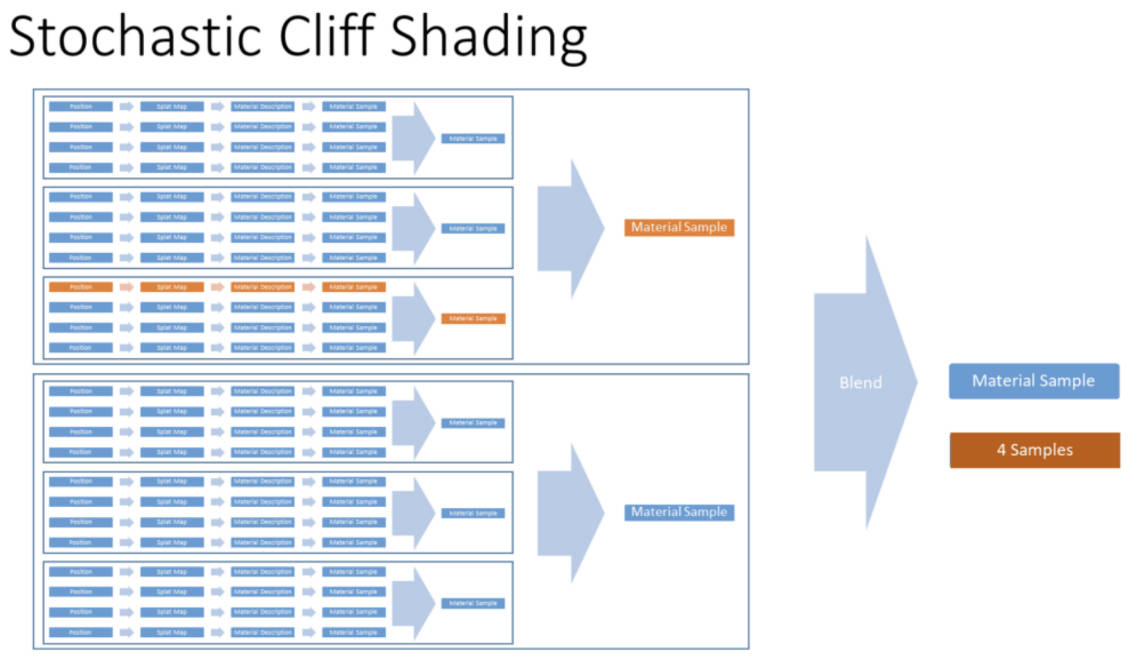 Stochastic Cliff Shading
Position Splat Map Material Description Material Sample
Position Splat Map Material Description Material Sample
Material Sample
Position Splat Map Material Description Material Sample
Position Splat Map Material Description Material Sample
Position Splat Map Material Description Material Sample
Position Splat Map Material Description Material Sample
Material Sample
Position Splat Map Material Description Material Sample
Position Splat Map Material Description Material Sample
Material Sample
Position Splat Map Material Description Material Sample
Position Splat Map Material Description Material Sample
Material Sample
Position Splat Map Material Description Material Sample
Position Splat Map Material Description Material Sample
Blend
Material Sample
4 Samples
Position Splat Map Material Description Material Sample
Position Splat Map Material Description Material Sample
Material Sample
Position Splat Map Material Description Material Sample
Position Splat Map Material Description Material Sample
Position Splat Map Material Description Material Sample
Position Splat Map Material Description Material Sample
Material Sample
Material Sample
Position Splat Map Material Description Material Sample
Position Splat Map Material Description Material Sample
Position Splat Map Material Description Material Sample
Position Splat Map Material Description Material Sample
Material Sample
Position Splat Map Material Description Material Sample
Position Splat Map Material Description Material Sample